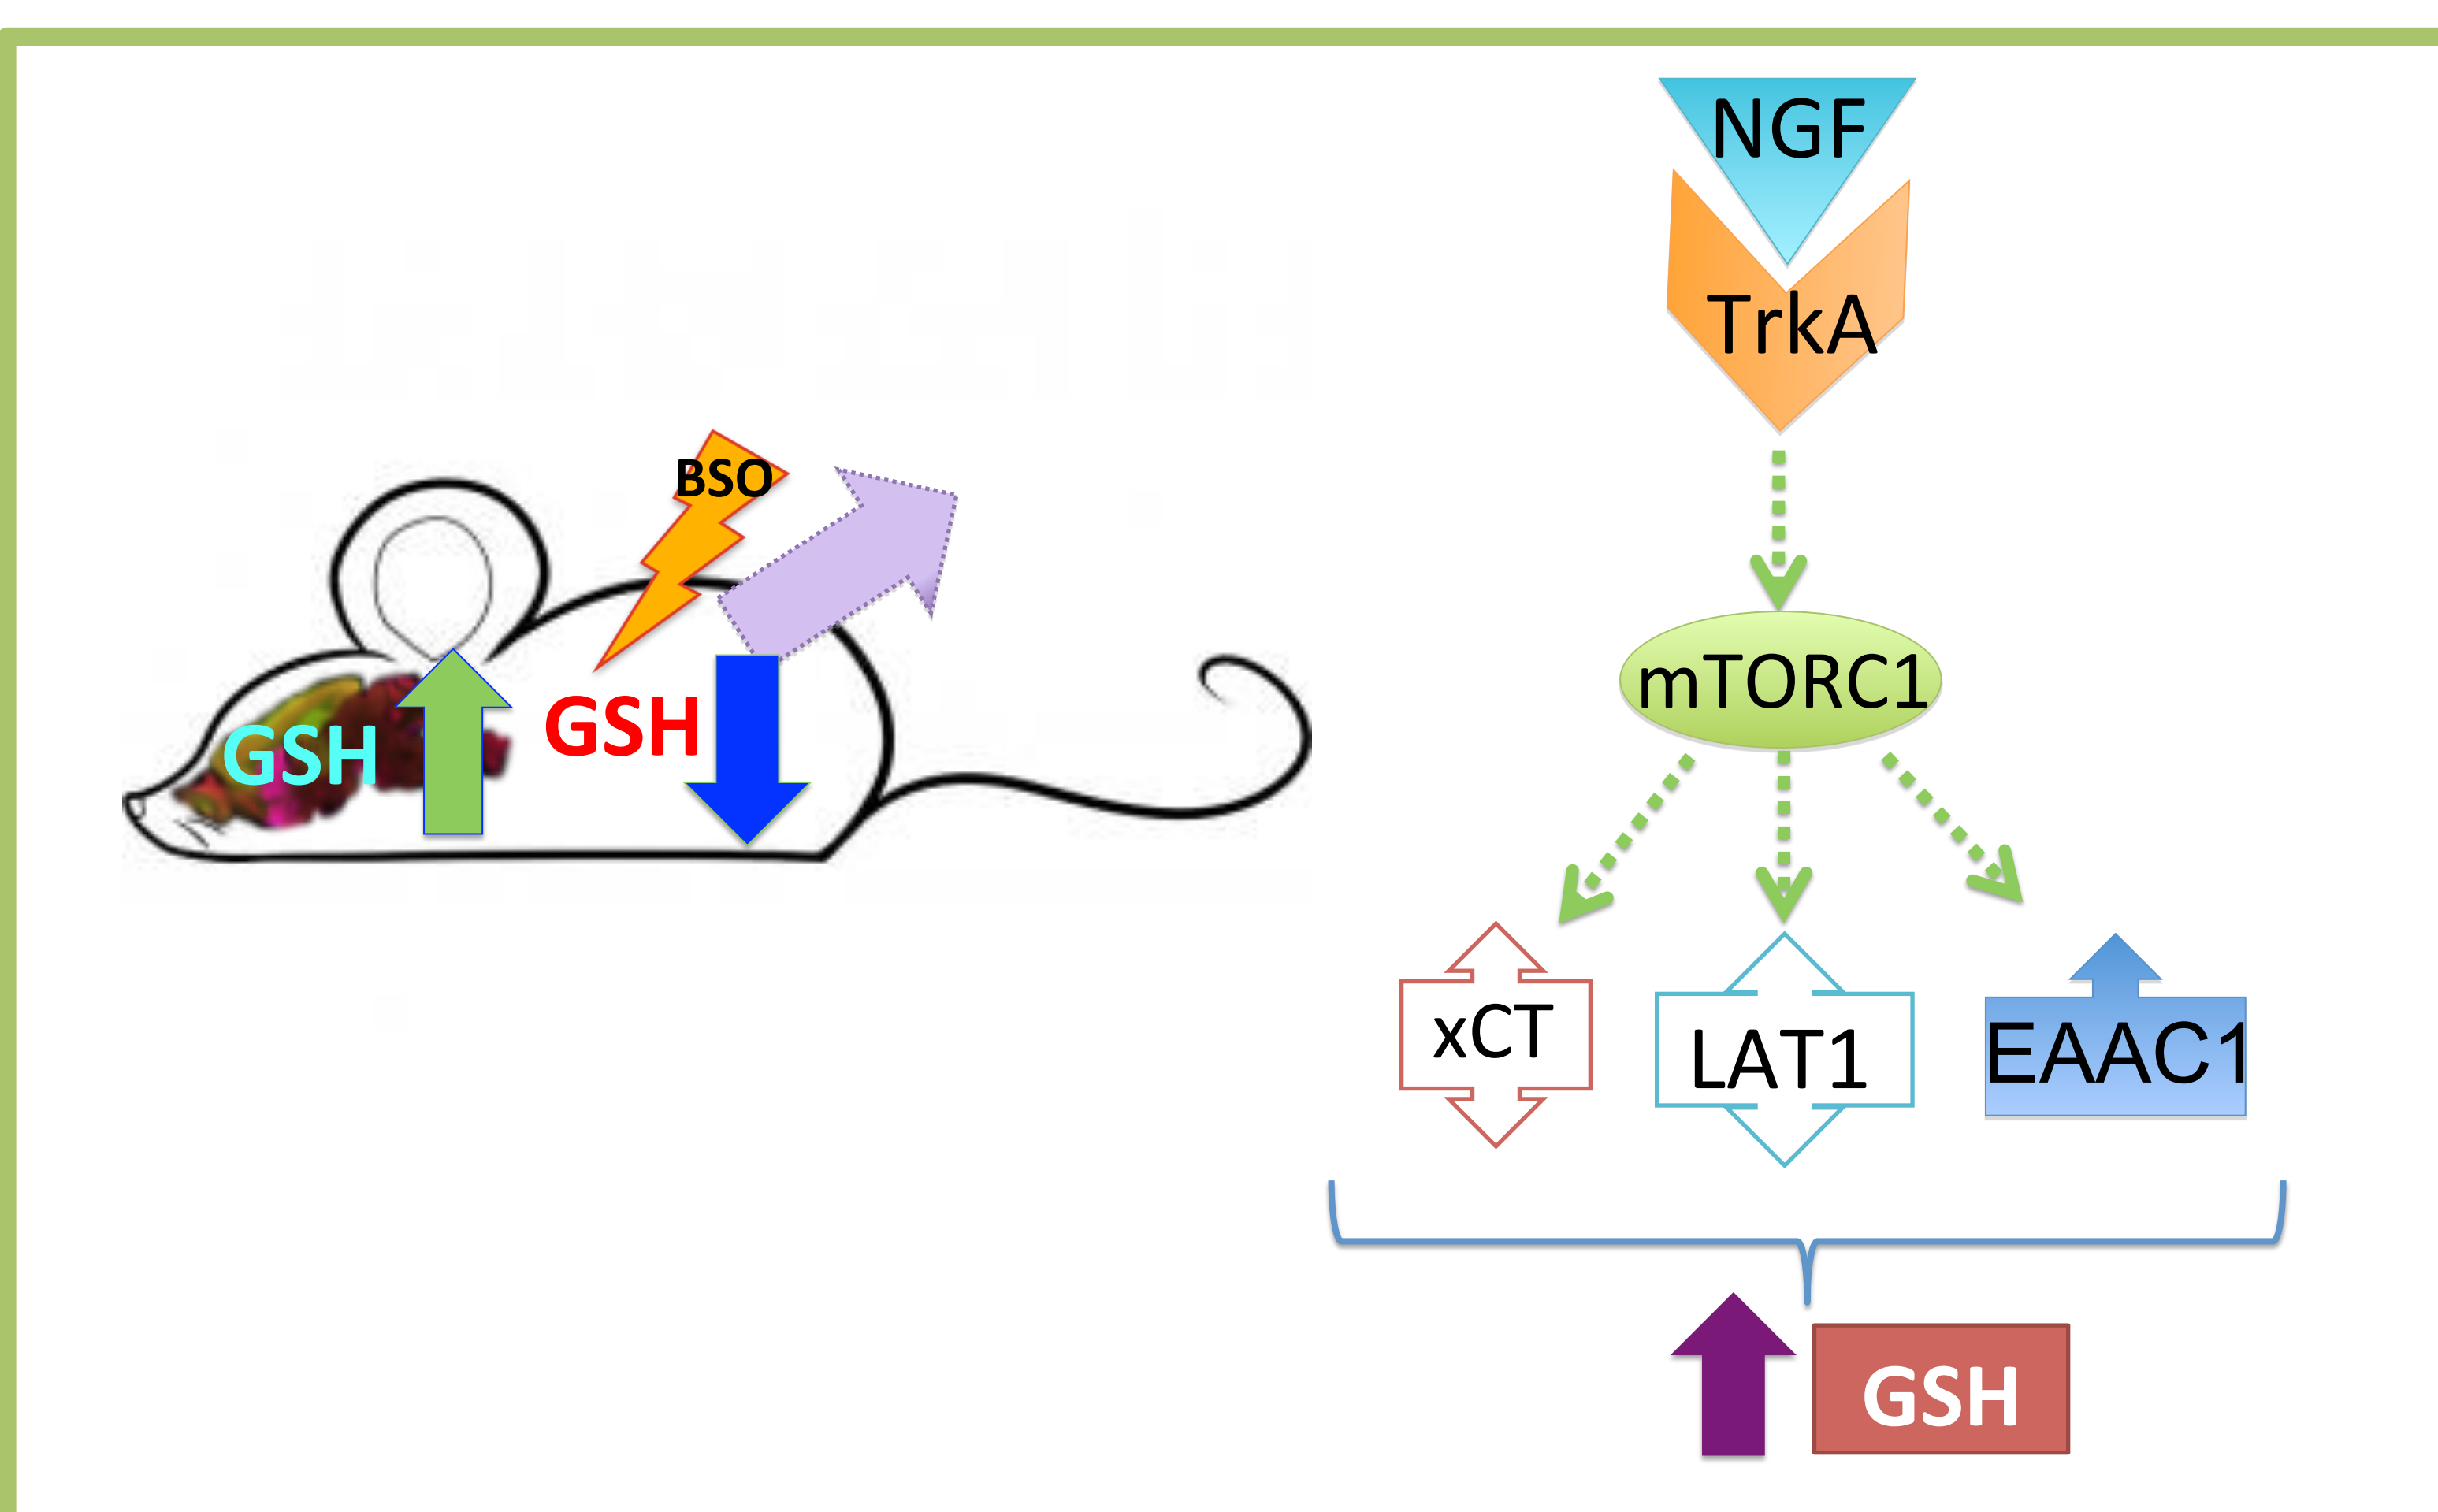 BSO
GSH
GSH
NGF
TrkA
mTORC1
xCT
LAT1
EAAC1
GSH